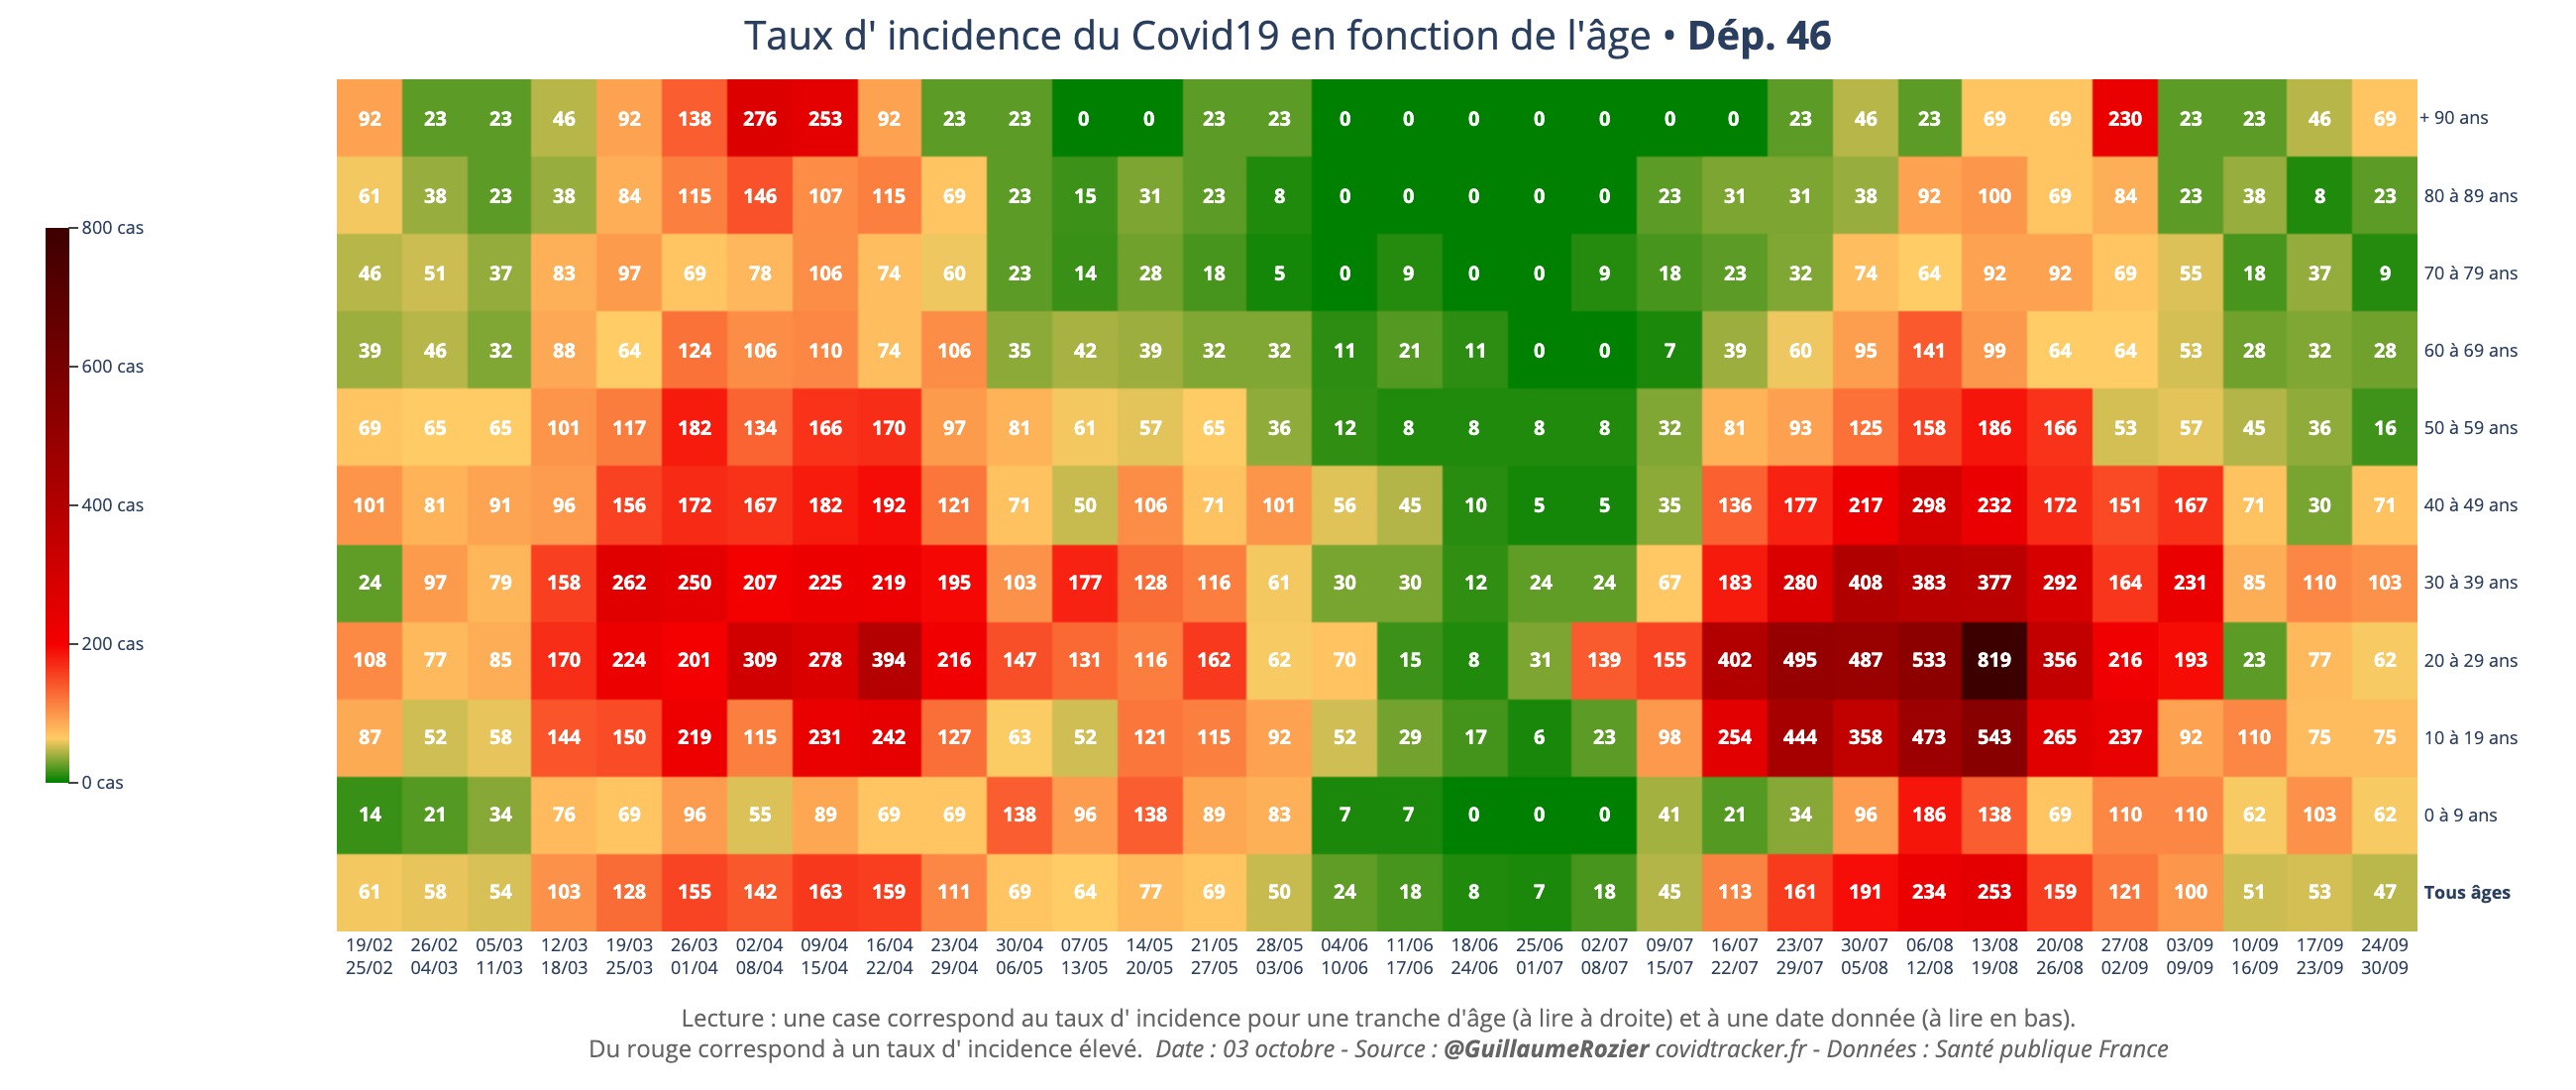 Taux d' incidence du Covid19 en fonction de l'âge • Dép. 46
92 23 23 46 92 138 276 253 92 23 23 0 0 23 23 0 0 0 0 0 0 0 23 46 23 69 69 230 23 23 46 69 + 90 ans
61 38 23 38 84 115 146 107 115 69 23 15 31 23 8 0 0 0 0 0 23 31 31 38 92 100 69 84 23 38 8 23 80 à 89 ans
800 cas
46 51 37 83 97 69 78 106 74 60 23 14 28 18 5 0 9 0 0 9 18 23 32 74 64 92 92 69 55 18 37 9 70 à 79 ans
39 46 32 88 64 124 106 110 74 106 35 42 39 32 32 11 21 11 0 0 7 39 60 95 141 99 64 64 53 28 32 28 60 à 69 ans
600 cas
69 65 65 101 117 182 134 166 170 97 81 61 57 65 36 12 8 8 8 8 32 81 93 125 158 186 166 53 57 45 36 16 50 à 59 ans
400 cas
101 81 91 96 156 172 167 182 192 121 71 50 106 71 101 56 45 10 5 5 35 136 177 217 298 232 172 151 167 71 30 71 40 à 49 ans
24 97 79 158 262 250 207 225 219 195 103 177 128 116 61 30 30 12 24 24 67 183 280 408 383 377 292 164 231 85 110 103 30 à 39 ans
200 cas
108 77 85 170 224 201 309 278 394 216 147 131 116 162 62 70 15 8 31 139 155 402 495 487 533 819 356 216 193 23 77 62 20 à 29 ans
87 52 58 144 150 219 115 231 242 127 63 52 121 115 92 52 29 17 6 23 98 254 444 358 473 543 265 237 92 110 75 75 10 à 19 ans
0 cas
14 21 34 76 69 96 55 89 69 69 138 96 138 89 83 7 7 0 0 0 41 21 34 96 186 138 69 110 110 62 103 62 0 à 9 ans
61 58 54 103 128 155 142 163 159 111 69 64 77 69 50 24 18 8 7 18 45 113 161 191 234 253 159 121 100 51 53 47 Tous âges
19/02 26/02 05/03 12/03 19/03 26/03 02/04 09/04 16/04 23/04 30/04 07/05 14/05 21/05 28/05 04/06 11/06 18/06 25/06 02/07 09/07 16/07 23/07 30/07 06/08 13/08 20/08 27/08 03/09 10/09 17/09 24/09
25/02 04/03 11/03 18/03 25/03 01/04 08/04 15/04 22/04 29/04 06/05 13/05 20/05 27/05 03/06 10/06 17/06 24/06 01/07 08/07 15/07 22/07 29/07 05/08 12/08 19/08 26/08 02/09 09/09 16/09 23/09 30/09
Lecture : une case correspond au taux d' incidence pour une tranche d'âge (à lire à droite) et à une date donnée (à lire en bas).
Du rouge correspond à un taux d' incidence élevé. Date : 03 octobre - Source : @GuillaumeRozier covidtracker.fr - Données : Santé publique France